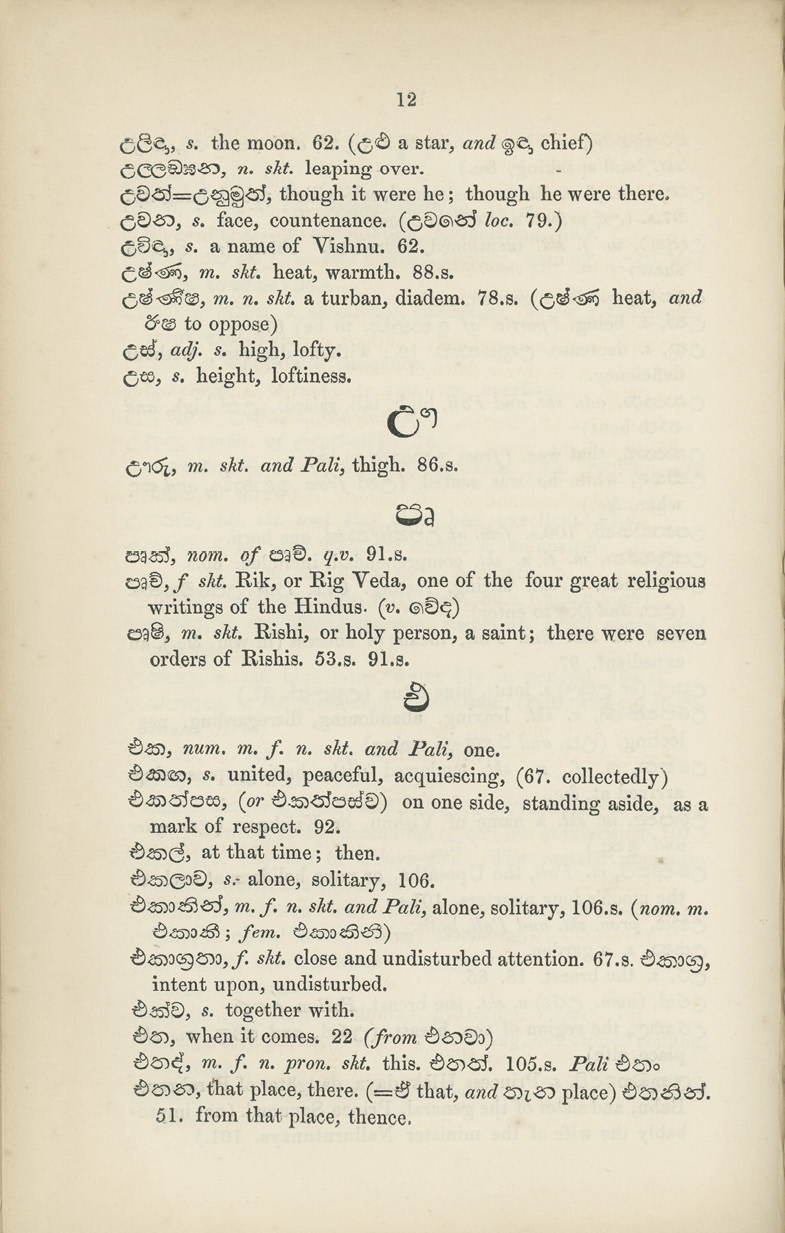 12
උළිඳු, s. the moon. 62. (උළු a star, and ඉඳු chief)
උල්ලඞ්ඝන, n. skt. leaping over.
උවත්=උනුමුත්, though it were he; though he were there.
උවන, s. face, countenance. (උවනෙත් loc. 79.)
උවිඳු, s. a name of Vishnu. 62.
උෂ්ණ, m. skt. heat, warmth. 88.s.
උෂ්ණීෂ, m. n. skt. a turban, diadem. 78.s. (උෂ්ණ heat, and
ඊෂ to oppose)
උස්, adj. s. high, lofty.
උස, s. height, loftiness.
ඌ
ඌරු, m. skt. and Pali, thigh. 86.s.
ඍ
ඍක්, nom. of ඍච්. q.v. 91.s.
ඍච්, f skt. Rik, or Rig Veda, one of the four great religious
writings of the Hindus. (v. වේද)
ඍෂි, m. skt. Rishi, or holy person, a saint; there were seven
orders of Rishis. 53.s. 91.s.
එ
එක, num. m. f. n. skt. and Pali, one.
එකඟ, s. united, peaceful, acquiescing, (67. collectedly)
එකත්පස, (or එකත්පස්ව) on one side, standing aside, as a
mark of respect. 92.
එකල්, at that time; then.
එකලාව, s. alone, solitary, 106.
එකාකින්, m. f. n. skt. and Pali, alone, solitary, 106.s. (nom. m.
එකාකී; fem. එකාකිනී)
එකාග්‍රතා, f. skt. close and undisturbed attention. 67.s. එකාග්‍ර,
intent upon, undisturbed.
එක්ව, s. together with.
එත, when it comes. 22 (from එනවා)
එතද්, m. f. n. pron. skt. this. එතත්. 105.s. Pali එතං
එතන, that place, there. (=ඒ that, and තැන place) එතනින්.
51. from that place, thence.